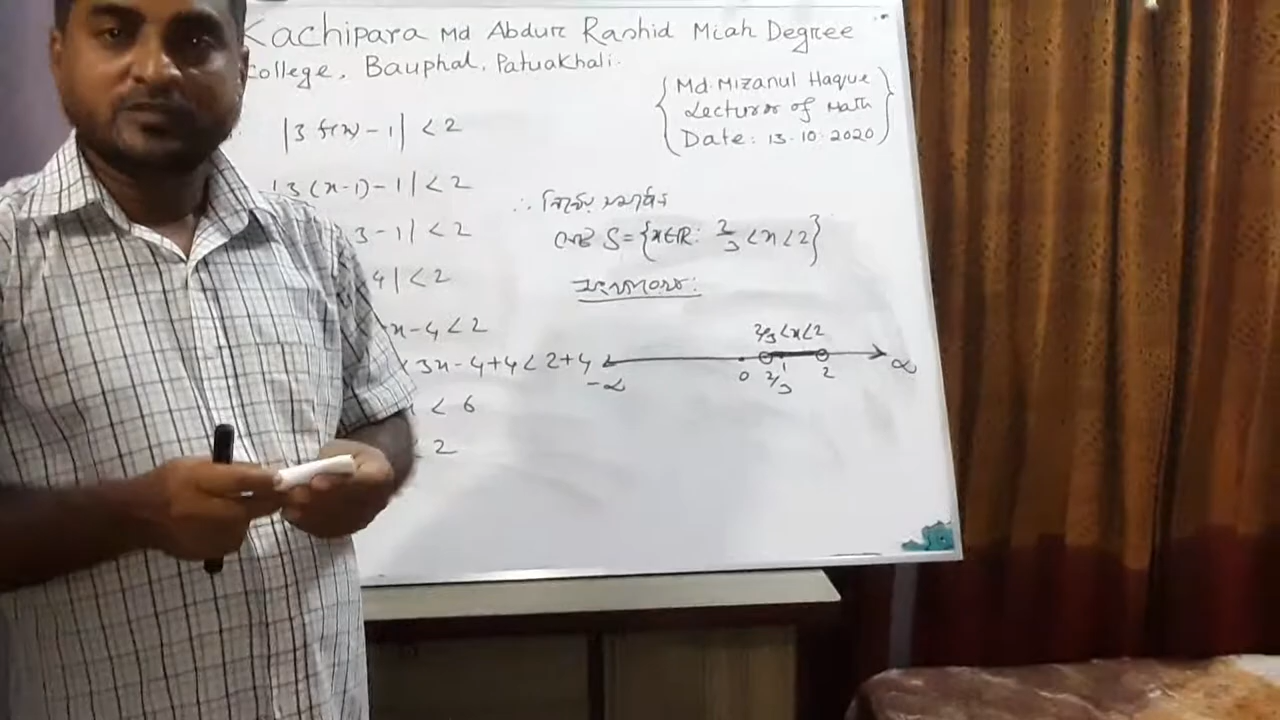 Kachipara Md Abdur Rashid Miah Degree
College, Bauphal, Patuakhali.
Md. Mizanul Haque
Lecturer of Math
Date: 13.10.2020
|3 f(x) - 1| < 2
3(x-1) - 1| < 2
3 - 1| < 2
4| < 2
x - 4 < 2
3x - 4 + 4 < 2 + 4
< 6
< 2
∴ নির্ণেয় সমাধান
সেট S = {x∈R: 2/3 < x < 2}
সংখ্যারেখা:
2/3 < x < 2
-∝ 0 2/3 1 2 ∝